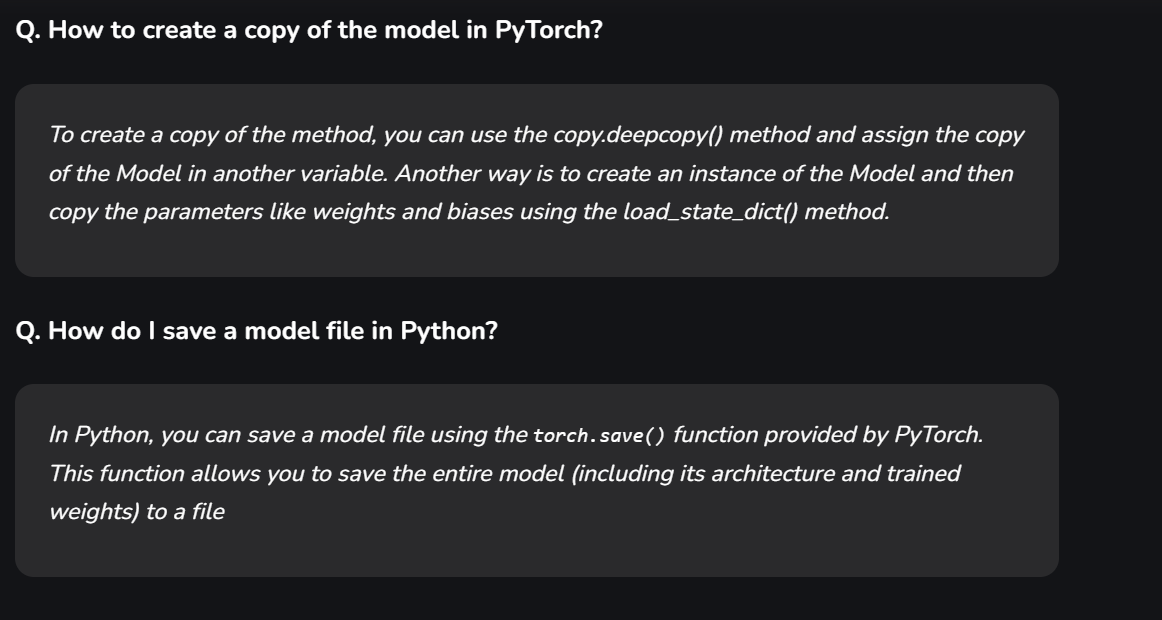 Q. How to create a copy of the model in PyTorch?
To create a copy of the method, you can use the copy.deepcopy() method and assign the copy
of the Model in another variable. Another way is to create an instance of the Model and then
copy the parameters like weights and biases using the load_state_dict() method.
Q. How do I save a model file in Python?
In Python, you can save a model file using the torch.save() function provided by PyTorch.
This function allows you to save the entire model (including its architecture and trained
weights) to a file